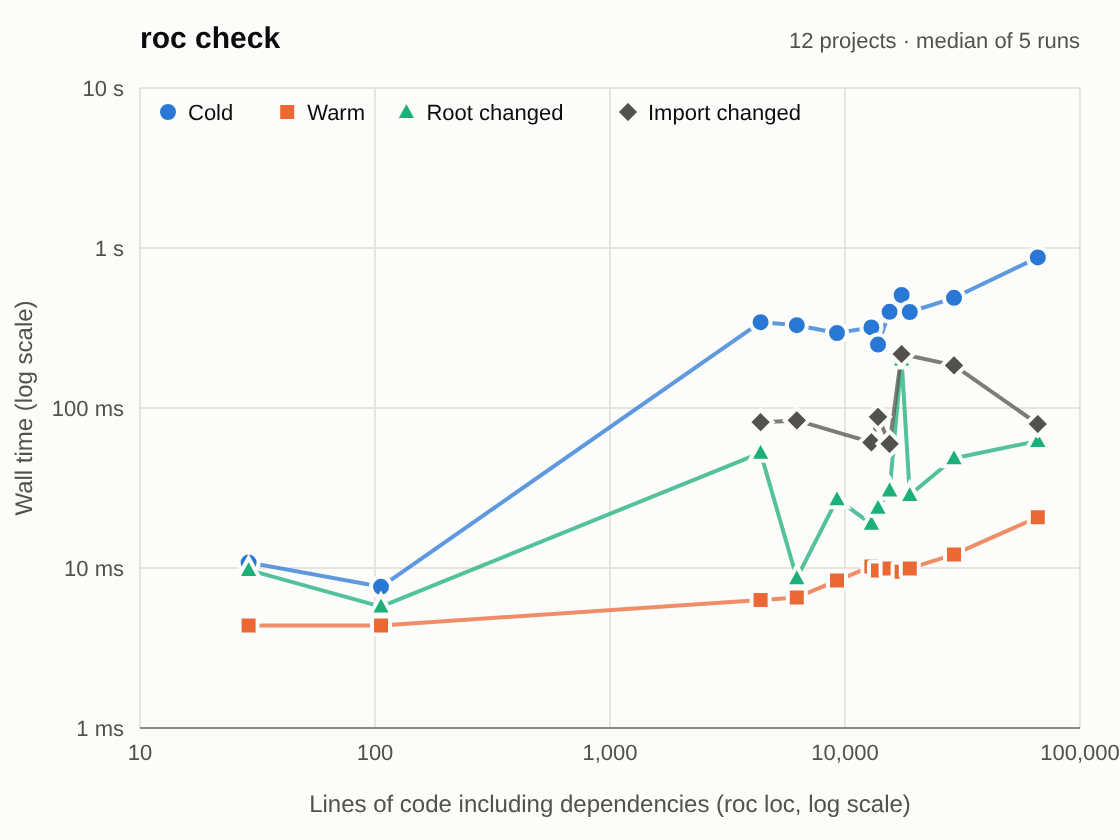 roc check
12 projects · median of 5 runs
10 s
Cold
Warm
Root changed
Import changed
1 s
100 ms
10 ms
1 ms
Wall time (log scale)
10
100
1,000
10,000
100,000
Lines of code including dependencies (roc loc, log scale)